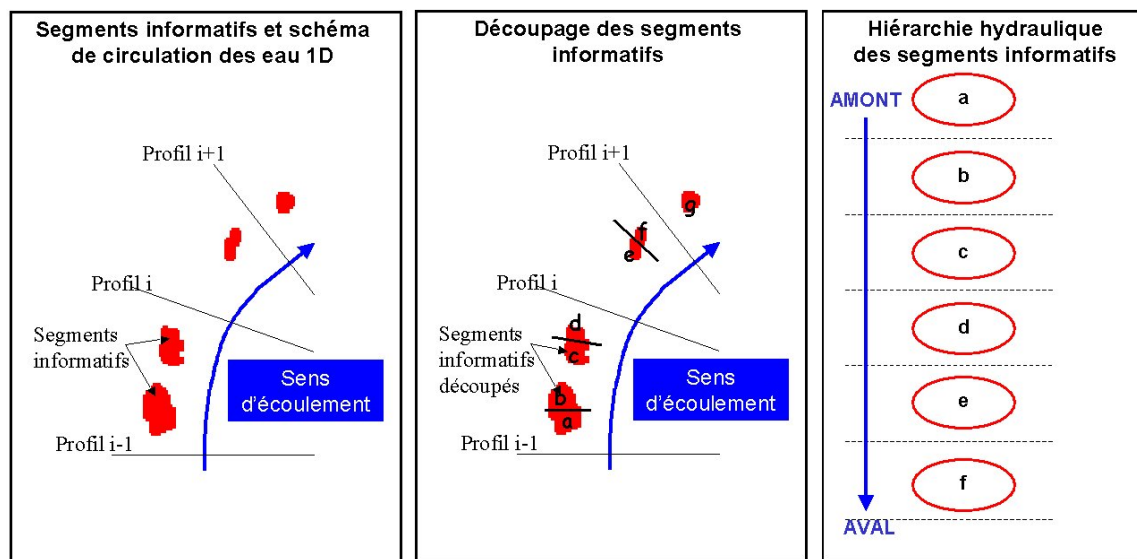 Segments informatifs et schéma
de circulation des eau 1D
Profil i+1
Profil i
Segments
informatifs
Sens
d'écoulement
Profil i-1
Découpage des segments
informatifs
Profil i+1
g
f
e
Profil i
d
Segments
informatifs
découpés
c
b
a
Sens
d'écoulement
Profil i-1
Hiérarchie hydraulique
des segments informatifs
AMONT
a
b
c
d
e
f
AVAL